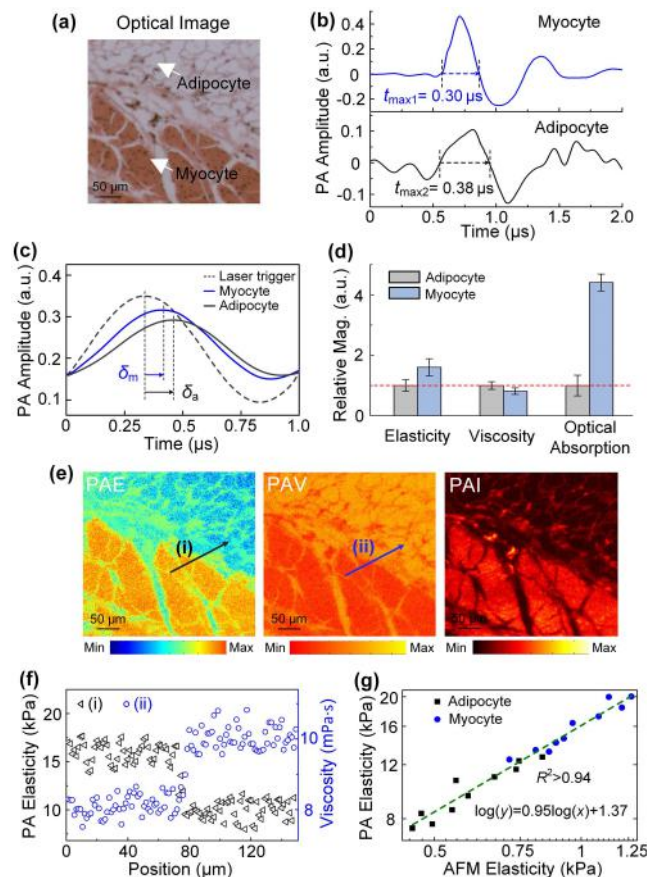 (a)
Optical Image
Adipocyte
Myocyte
50 µm
(b)
PA Amplitude (a.u.)
0.4
0.2
0
-0.2
Myocyte
tmax1= 0.30 µs
0.1
0
-0.1
Adipocyte
tmax2= 0.38 µs
0
0.5
1.0
1.5
2.0
Time (µs)
(c)
PA Amplitude (a.u.)
0.4
0.3
0.2
0.1
Laser trigger
Myocyte
Adipocyte
δm
δa
0
0.4
0.6
1.0
Time (µs)
(d)
Relative Mag. (a.u.)
6
4
2
0
Adipocyte
Myocyte
Elasticity
Viscosity
Optical
Absorption
(e)
PAE
(i)
50 µm
Min
Max
PAV
(ii)
50 µm
Min
Max
PAI
50 µm
Min
Max
(f)
PA Elasticity (kPa)
20
15
10
(i)
(ii)
Viscosity (mPa·s)
10
8
0
40
80
120
Position (µm)
(g)
PA Elasticity (kPa)
20
16
12
8
Adipocyte
Myocyte
R²>0.94
log(y)=0.95log(x)+1.37
0.5
0.75
1
1.25
AFM Elasticity (kPa)